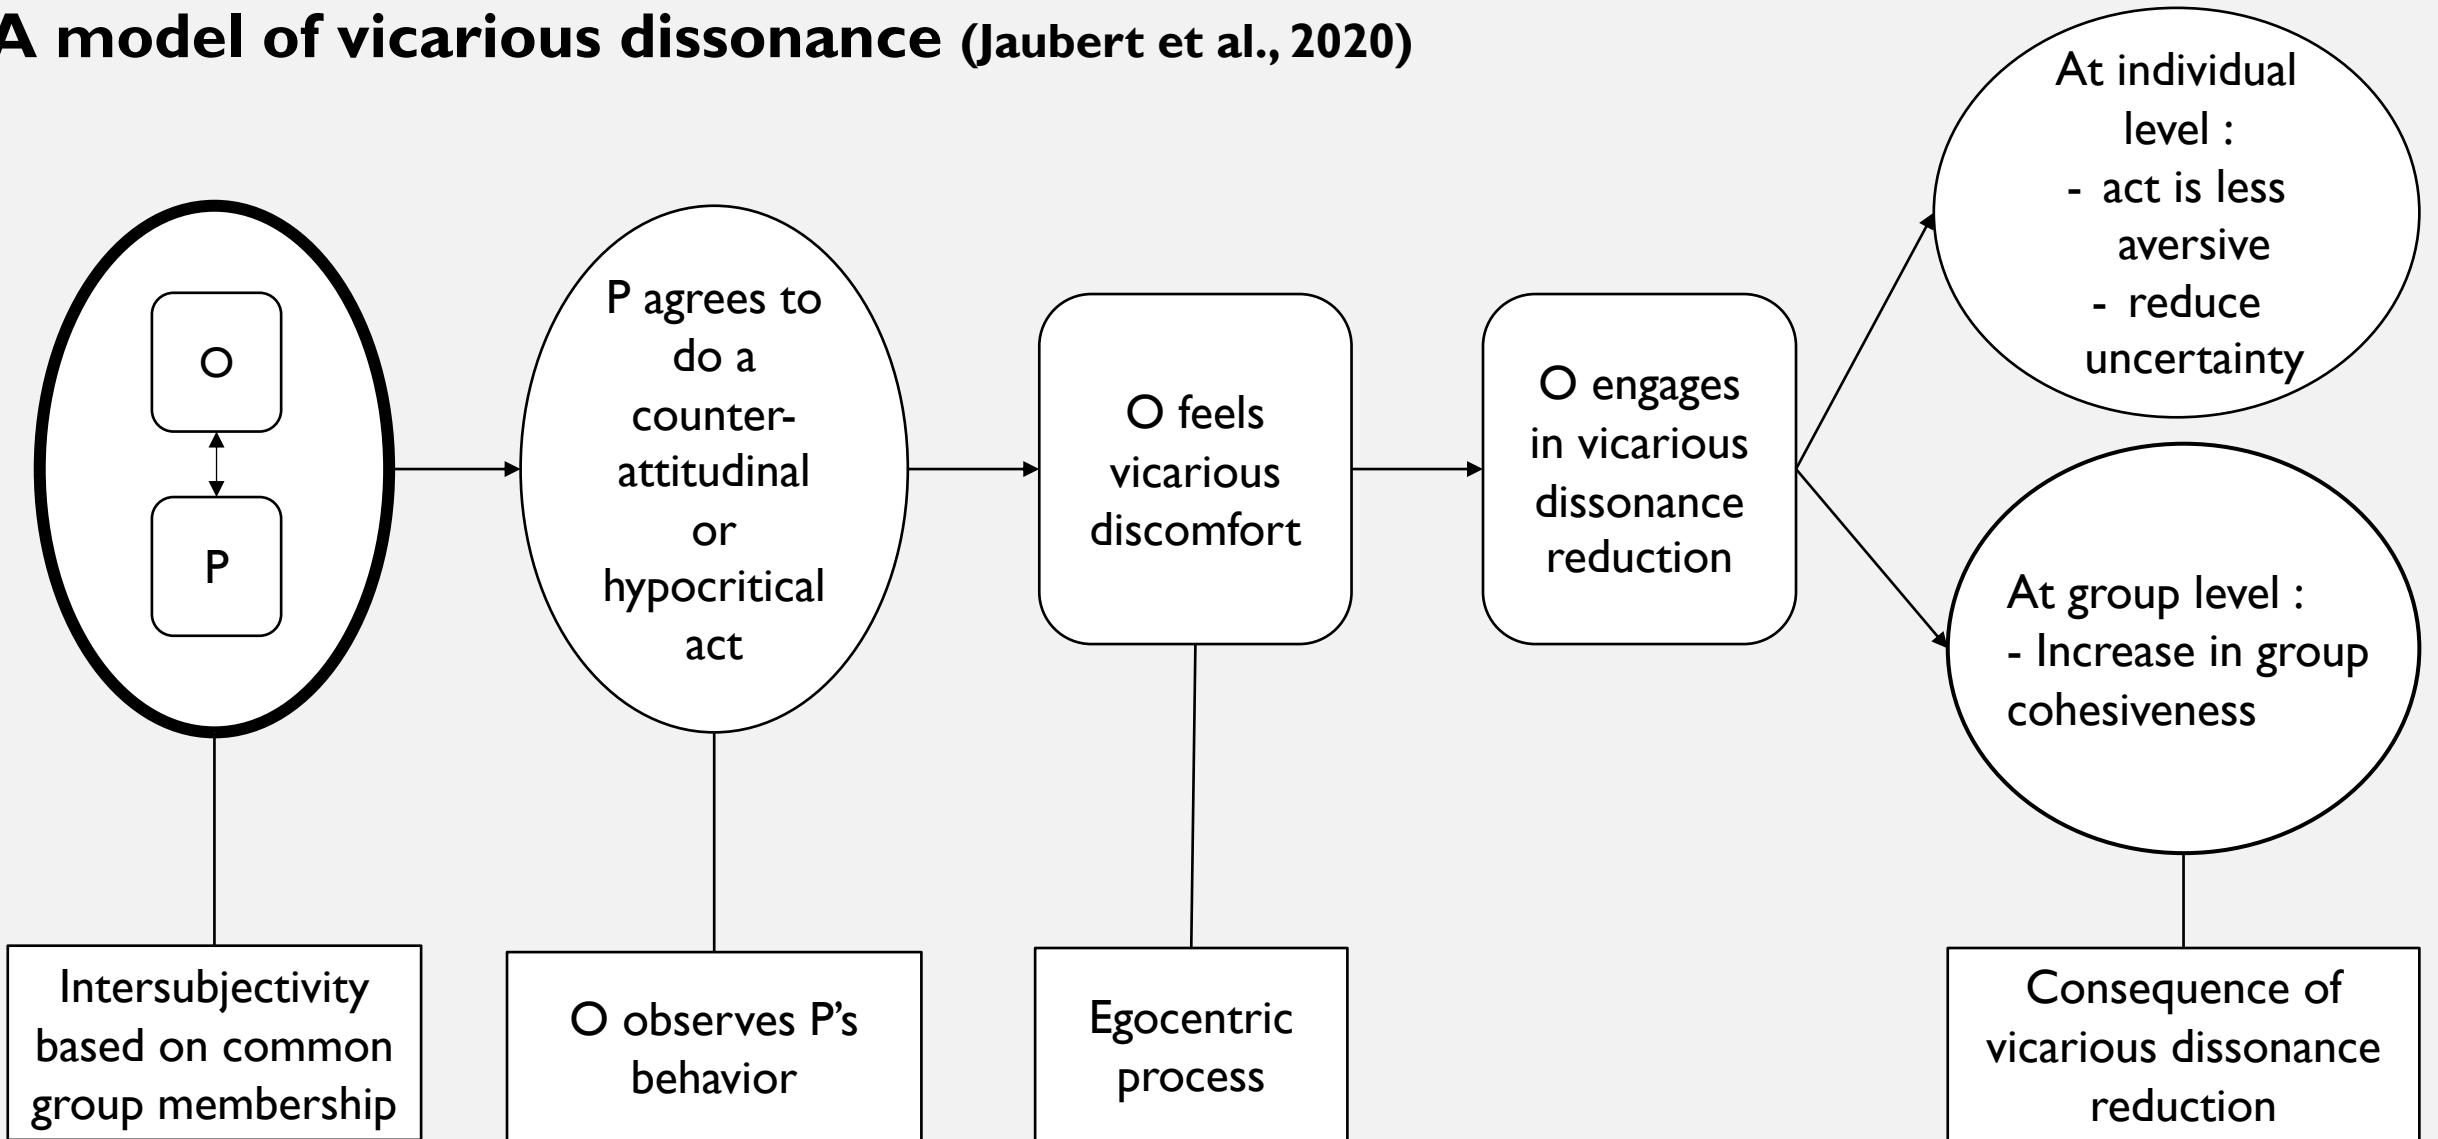 A model of vicarious dissonance (Jaubert et al., 2020)
O
P
P agrees to
do a
counter-
attitudinal
or
hypocritical
act
O feels
vicarious
discomfort
O engages
in vicarious
dissonance
reduction
At individual
level :
- act is less
aversive
- reduce
uncertainty
At group level :
- Increase in group
cohesiveness
Intersubjectivity
based on common
group membership
O observes P’s
behavior
Egocentric
process
Consequence of
vicarious dissonance
reduction